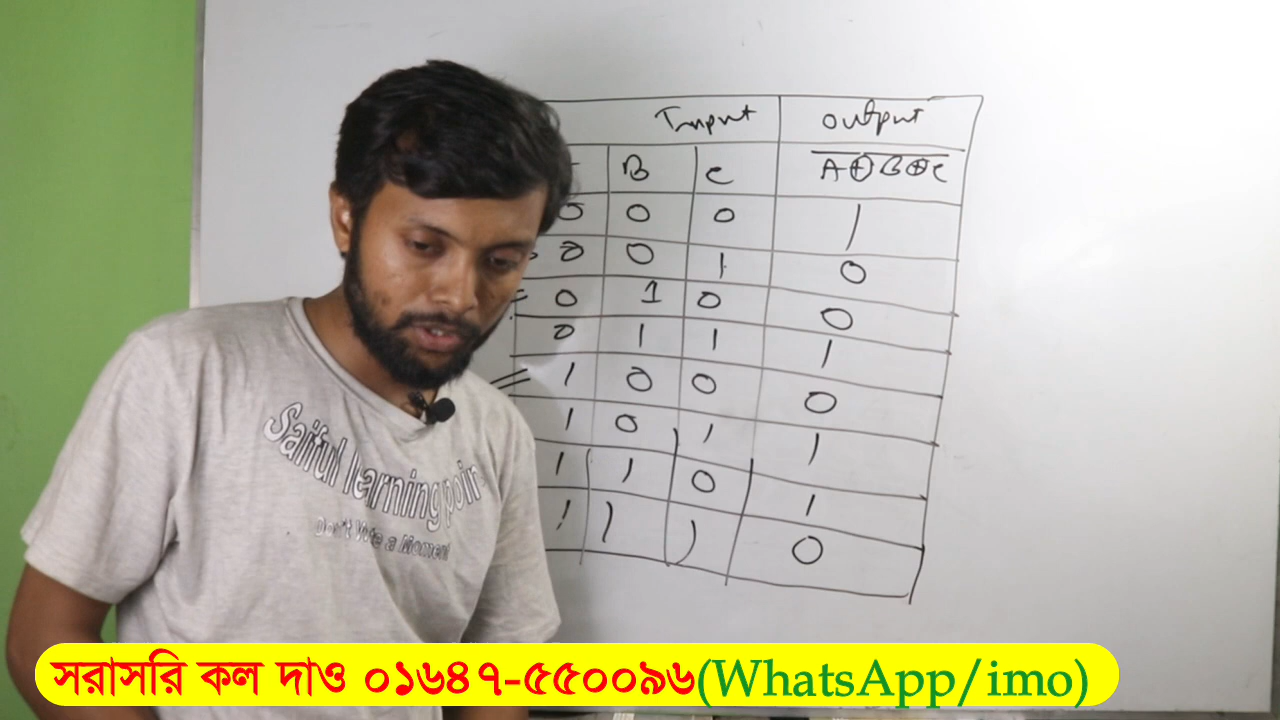 Input output
B C A⊕B⊕C
0 0 0 1
0 0 1 0
0 1 0 0
0 1 1 1
1 0 0 0
1 0 1 1
1 1 0 1
1 1 1 0
Saiful learning poin
Don't Wate a Moment
সরাসরি কল দাও ০১৬৪৭-৫৫০০৯৬(WhatsApp/imo)